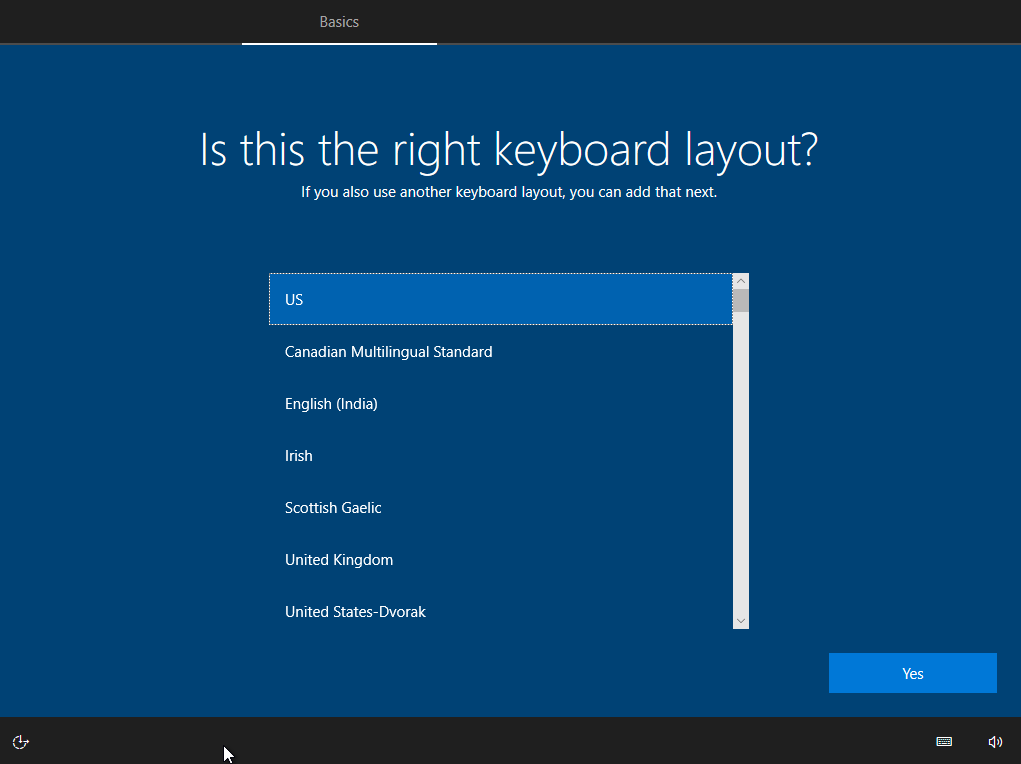 Basics
Is this the right keyboard layout?
If you also use another keyboard layout, you can add that next.
US
Canadian Multilingual Standard
English (India)
Irish
Scottish Gaelic
United Kingdom
United States-Dvorak
Yes